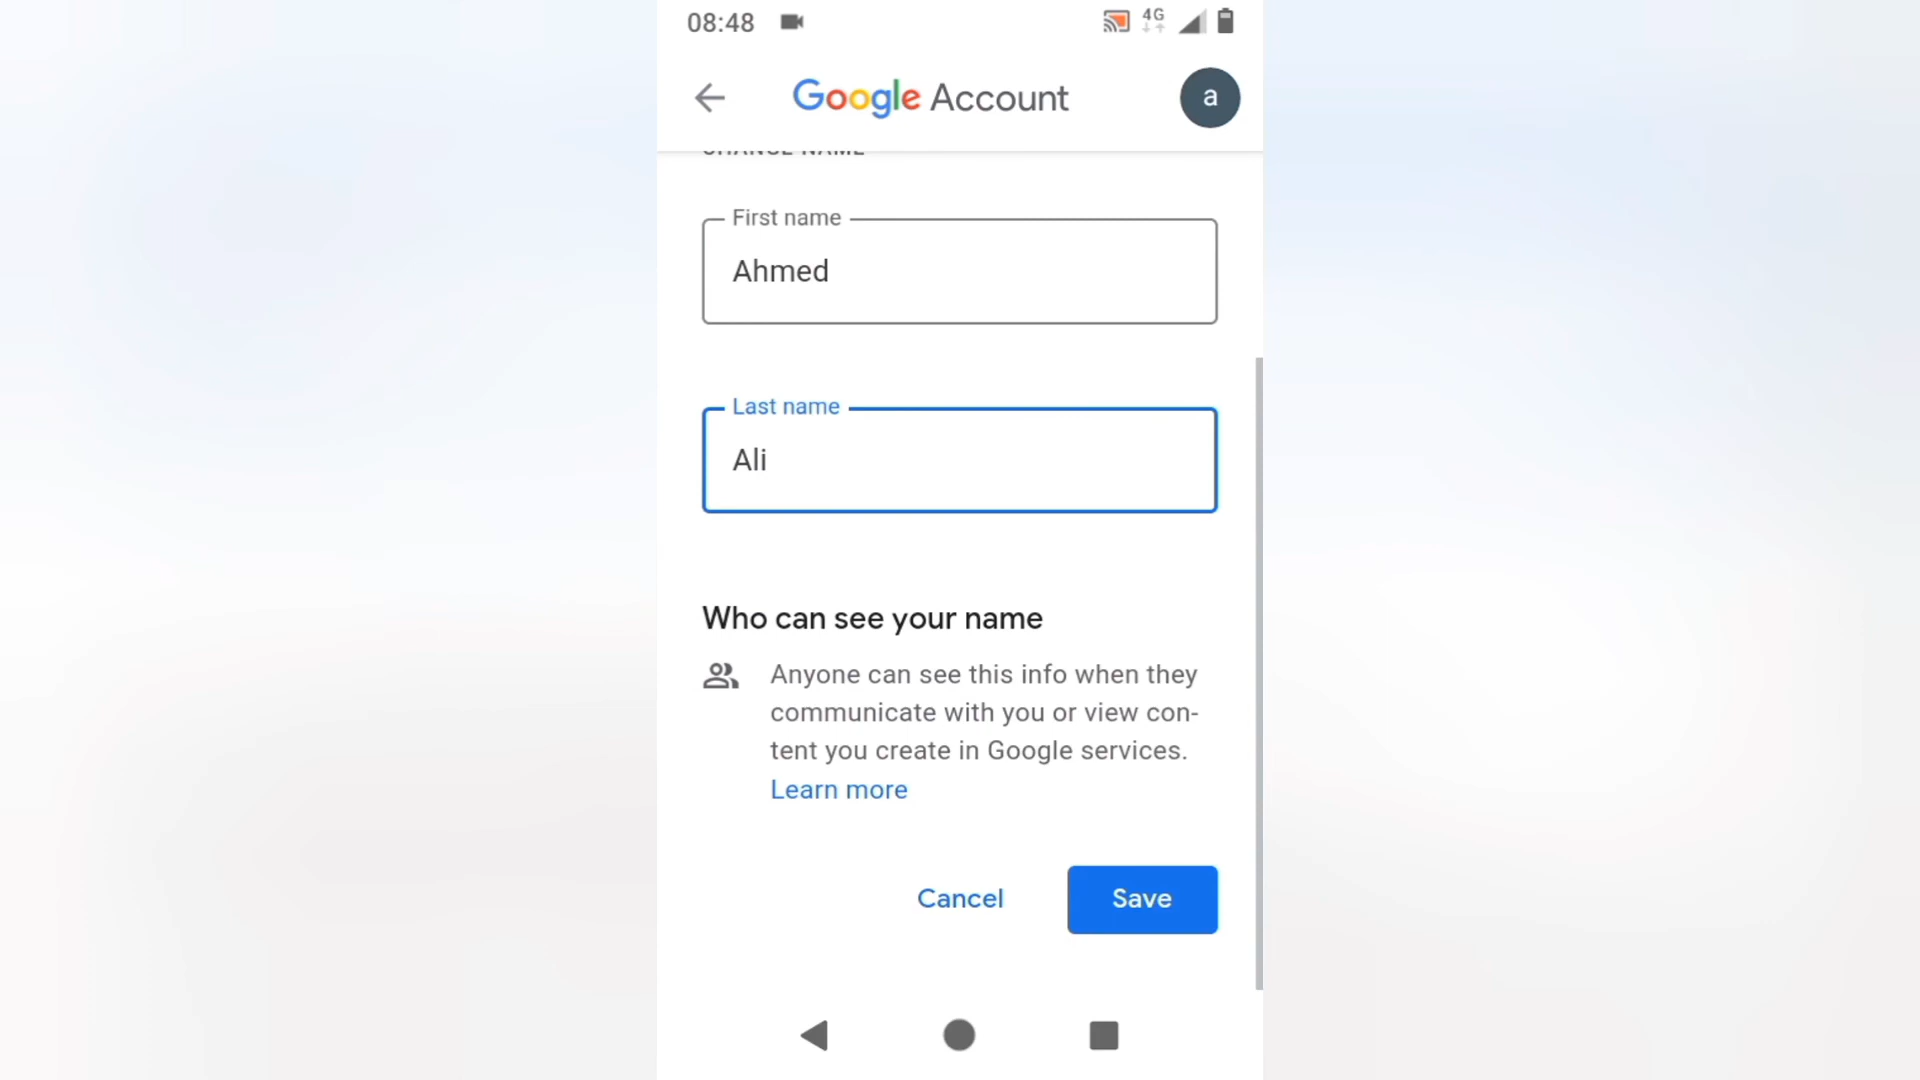 08:48
4G
Google Account
a
CHANGE NAME
First name
Ahmed
Last name
Ali
Who can see your name
Anyone can see this info when they
communicate with you or view con-
tent you create in Google services.
Learn more
Cancel
Save